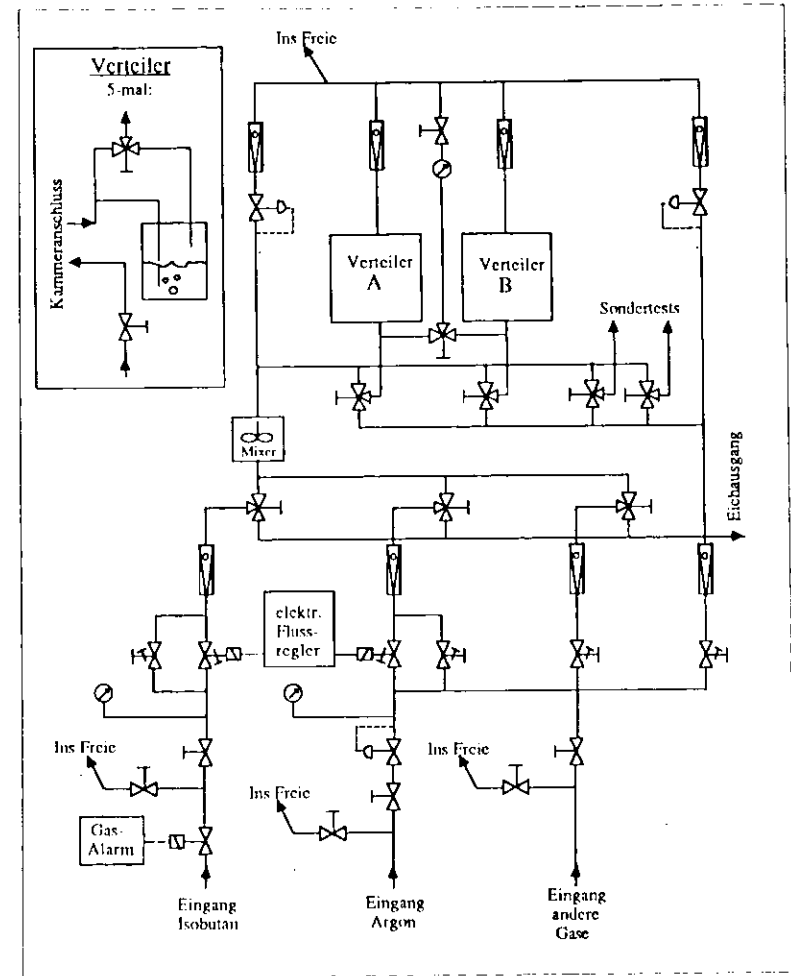 Ins Freie
Verteiler
5-mal:
Kammeranschluss
Verteiler
A
Verteiler
B
Sondertests
Mixer
Eichausgang
elektr.
Fluss-
regler
Ins Freie
Ins Freie
Ins Freie
Gas-
Alarm
Eingang
Isobutan
Eingang
Argon
Eingang
andere
Gase